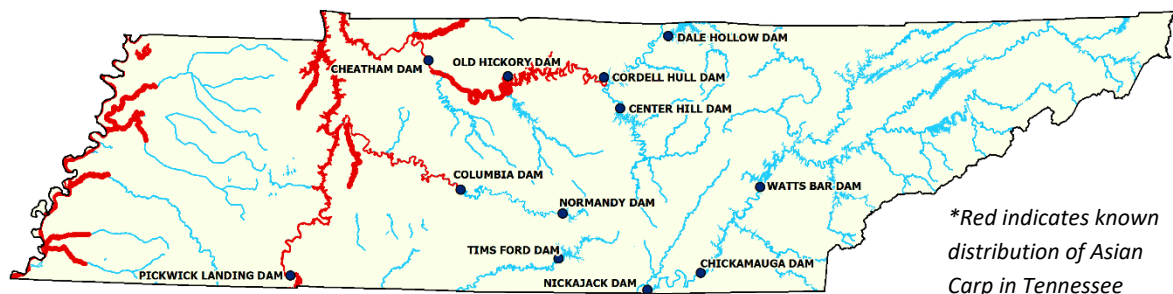 DALE HOLLOW DAM
OLD HICKORY DAM
CHEATHAM DAM
CORDELL HULL DAM
CENTER HILL DAM
COLUMBIA DAM
WATTS BAR DAM
NORMANDY DAM
*Red indicates known
distribution of Asian
Carp in Tennessee
TIMS FORD DAM
CHICKAMAUGA DAM
PICKWICK LANDING DAM
NICKAJACK DAM